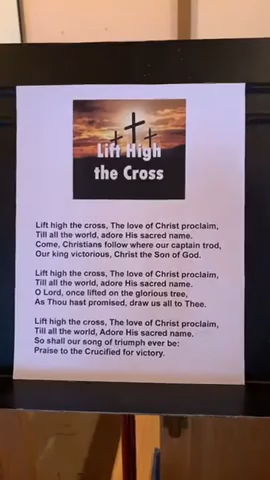 Lift High
the Cross
Lift high the cross, The love of Christ proclaim,
Till all the world, adore His sacred name.
Come, Christians follow where our captain trod,
Our king victorious, Christ the Son of God.
Lift high the cross, The love of Christ proclaim,
Till all the world, adore His sacred name.
O Lord, once lifted on the glorious tree,
As Thou hast promised, draw us all to Thee.
Lift high the cross, The love of Christ proclaim,
Till all the world, Adore His sacred name.
So shall our song of triumph ever be:
Praise to the Crucified for victory.